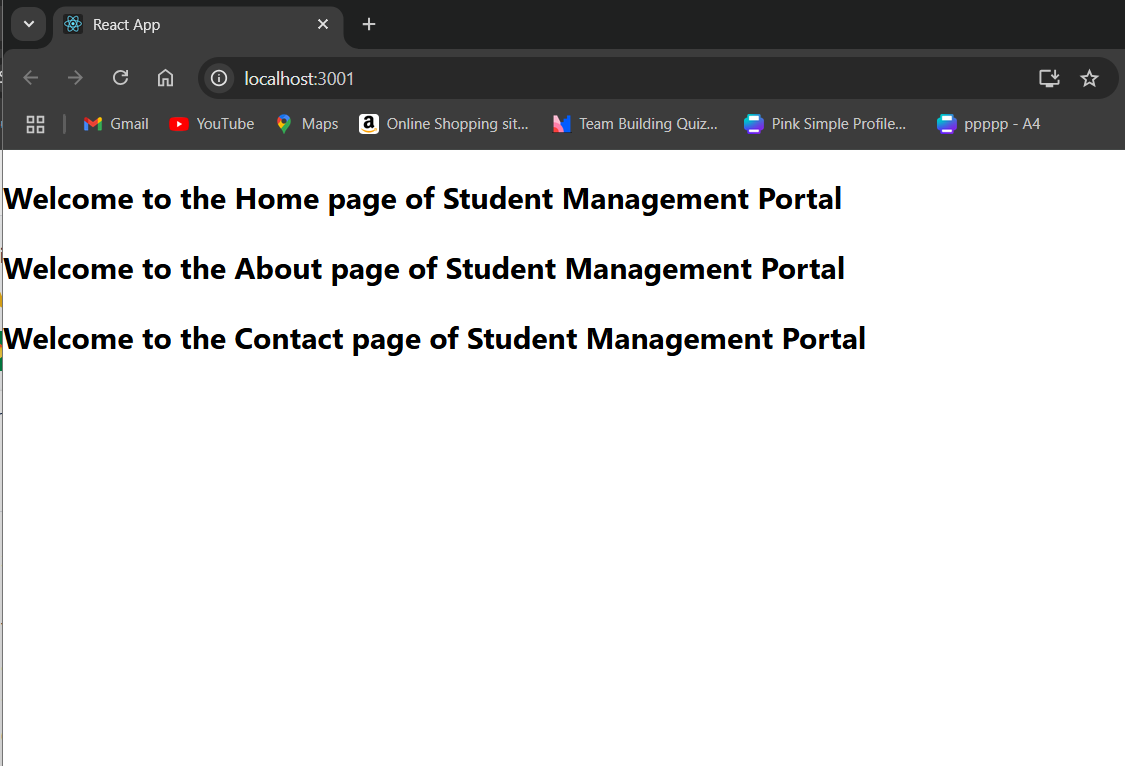 React App
localhost:3001
Gmail YouTube Maps Online Shopping sit... Team Building Quiz... Pink Simple Profile... ppppp - A4
Welcome to the Home page of Student Management Portal
Welcome to the About page of Student Management Portal
Welcome to the Contact page of Student Management Portal